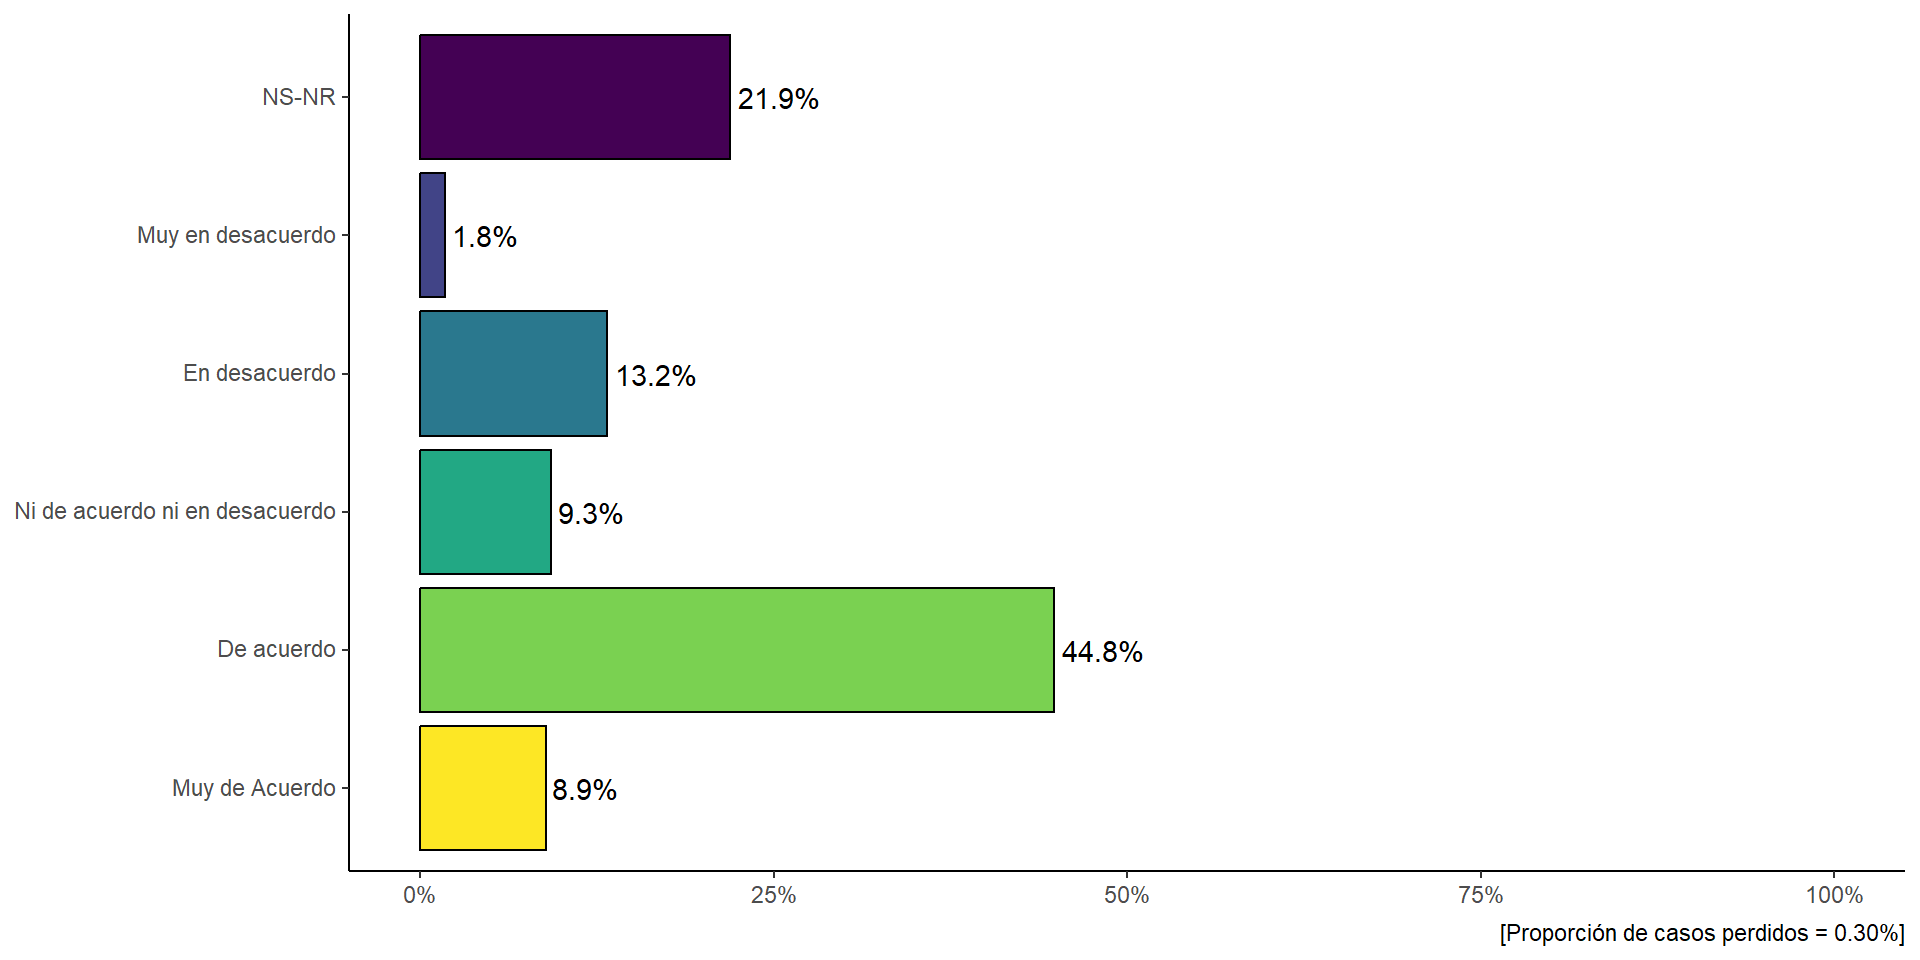 NS-NR
21.9%
Muy en desacuerdo
1.8%
En desacuerdo
13.2%
Ni de acuerdo ni en desacuerdo
9.3%
De acuerdo
44.8%
Muy de Acuerdo
8.9%
0%
25%
50%
75%
100%
[Proporción de casos perdidos = 0.30%]